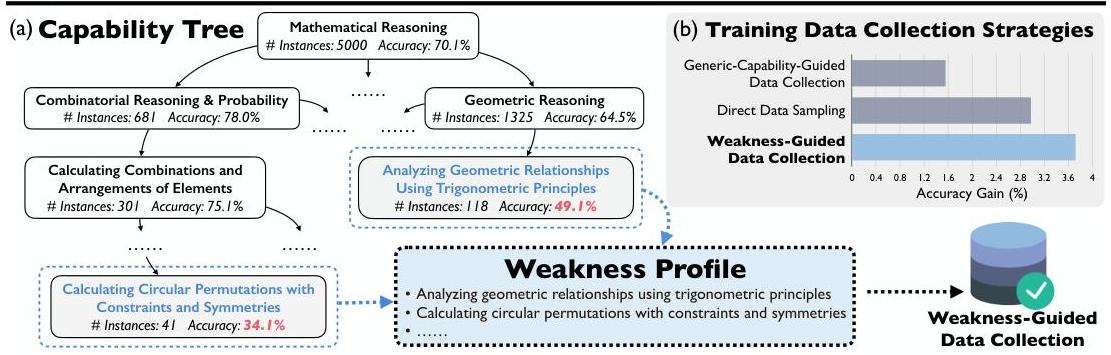 (a) Capability Tree
Mathematical Reasoning
# Instances: 5000 Accuracy: 70.1%
......
Combinatorial Reasoning & Probability
# Instances: 681 Accuracy: 78.0%
......
......
Geometric Reasoning
# Instances: 1325 Accuracy: 64.5%
Calculating Combinations and
Arrangements of Elements
# Instances: 301 Accuracy: 75.1%
......
......
Analyzing Geometric Relationships
Using Trigonometric Principles
# Instances: 118 Accuracy: 49.1%
Calculating Circular Permutations with
Constraints and Symmetries
# Instances: 41 Accuracy: 34.1%
Weakness Profile
• Analyzing geometric relationships using trigonometric principles
• Calculating circular permutations with constraints and symmetries
• ......
(b) Training Data Collection Strategies
Generic-Capability-Guided
Data Collection
Direct Data Sampling
Weakness-Guided
Data Collection
0 0.4 0.8 1.2 1.6 2 2.4 2.8 3.2 3.6 4
Accuracy Gain (%)
Weakness-Guided
Data Collection